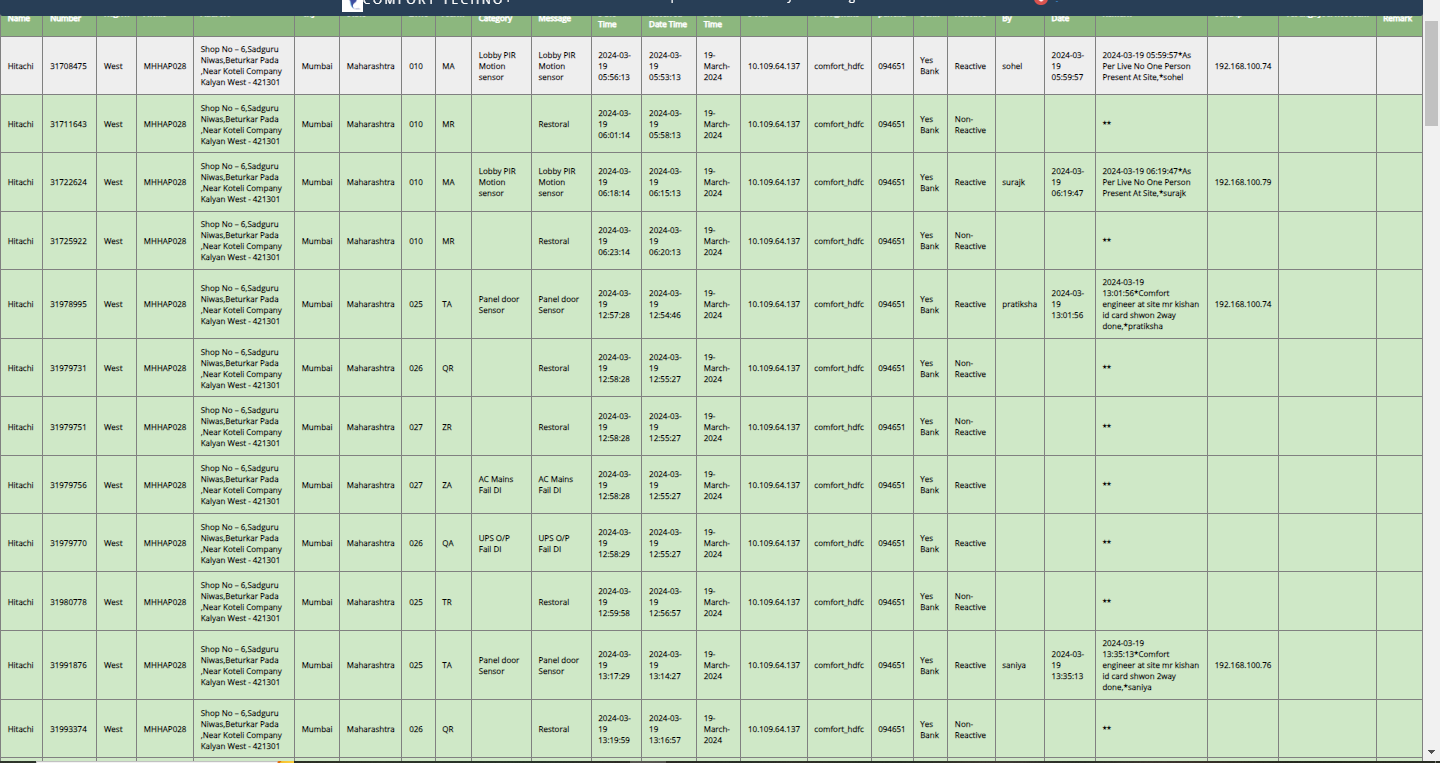 COMFORT TECHNO
Name Number Category Message Time Date Time Time By Date Remark
Hitachi 31708475 West MHHAP028 Shop No – 6,Sadguru Niwas,Beturkar Pada ,Near Koteli Company Kalyan West - 421301 Mumbai Maharashtra 010 MA Lobby PIR Motion sensor Lobby PIR Motion sensor 2024-03-19 05:56:13 2024-03-19 05:53:13 19-March-2024 10.109.64.137 comfort_hdfc 094651 Yes Bank Reactive sohel 2024-03-19 05:59:57 2024-03-19 05:59:57*As Per Live No One Person Present At Site,*sohel 192.168.100.74
Hitachi 31711643 West MHHAP028 Shop No – 6,Sadguru Niwas,Beturkar Pada ,Near Koteli Company Kalyan West - 421301 Mumbai Maharashtra 010 MR Restoral 2024-03-19 06:01:14 2024-03-19 05:58:13 19-March-2024 10.109.64.137 comfort_hdfc 094651 Yes Bank Non-Reactive **
Hitachi 31722624 West MHHAP028 Shop No – 6,Sadguru Niwas,Beturkar Pada ,Near Koteli Company Kalyan West - 421301 Mumbai Maharashtra 010 MA Lobby PIR Motion sensor Lobby PIR Motion sensor 2024-03-19 06:18:14 2024-03-19 06:15:13 19-March-2024 10.109.64.137 comfort_hdfc 094651 Yes Bank Reactive surajk 2024-03-19 06:19:47 2024-03-19 06:19:47*As Per Live No One Person Present At Site,*surajk 192.168.100.79
Hitachi 31725922 West MHHAP028 Shop No – 6,Sadguru Niwas,Beturkar Pada ,Near Koteli Company Kalyan West - 421301 Mumbai Maharashtra 010 MR Restoral 2024-03-19 06:23:14 2024-03-19 06:20:13 19-March-2024 10.109.64.137 comfort_hdfc 094651 Yes Bank Non-Reactive **
Hitachi 31978995 West MHHAP028 Shop No – 6,Sadguru Niwas,Beturkar Pada ,Near Koteli Company Kalyan West - 421301 Mumbai Maharashtra 025 TA Panel door Sensor Panel door Sensor 2024-03-19 12:57:28 2024-03-19 12:54:46 19-March-2024 10.109.64.137 comfort_hdfc 094651 Yes Bank Reactive pratiksha 2024-03-19 13:01:56 2024-03-19 13:01:56*Comfort engineer at site mr kishan id card shwon 2way done,*pratiksha 192.168.100.74
Hitachi 31979731 West MHHAP028 Shop No – 6,Sadguru Niwas,Beturkar Pada ,Near Koteli Company Kalyan West - 421301 Mumbai Maharashtra 026 QR Restoral 2024-03-19 12:58:28 2024-03-19 12:55:27 19-March-2024 10.109.64.137 comfort_hdfc 094651 Yes Bank Non-Reactive **
Hitachi 31979751 West MHHAP028 Shop No – 6,Sadguru Niwas,Beturkar Pada ,Near Koteli Company Kalyan West - 421301 Mumbai Maharashtra 027 ZR Restoral 2024-03-19 12:58:28 2024-03-19 12:55:27 19-March-2024 10.109.64.137 comfort_hdfc 094651 Yes Bank Non-Reactive **
Hitachi 31979756 West MHHAP028 Shop No – 6,Sadguru Niwas,Beturkar Pada ,Near Koteli Company Kalyan West - 421301 Mumbai Maharashtra 027 ZA AC Mains Fail DI AC Mains Fail DI 2024-03-19 12:58:28 2024-03-19 12:55:27 19-March-2024 10.109.64.137 comfort_hdfc 094651 Yes Bank Reactive **
Hitachi 31979770 West MHHAP028 Shop No – 6,Sadguru Niwas,Beturkar Pada ,Near Koteli Company Kalyan West - 421301 Mumbai Maharashtra 026 QA UPS O/P Fail DI UPS O/P Fail DI 2024-03-19 12:58:29 2024-03-19 12:55:27 19-March-2024 10.109.64.137 comfort_hdfc 094651 Yes Bank Reactive **
Hitachi 31980778 West MHHAP028 Shop No – 6,Sadguru Niwas,Beturkar Pada ,Near Koteli Company Kalyan West - 421301 Mumbai Maharashtra 025 TR Restoral 2024-03-19 12:59:58 2024-03-19 12:56:57 19-March-2024 10.109.64.137 comfort_hdfc 094651 Yes Bank Non-Reactive **
Hitachi 31991876 West MHHAP028 Shop No – 6,Sadguru Niwas,Beturkar Pada ,Near Koteli Company Kalyan West - 421301 Mumbai Maharashtra 025 TA Panel door Sensor Panel door Sensor 2024-03-19 13:17:29 2024-03-19 13:14:27 19-March-2024 10.109.64.137 comfort_hdfc 094651 Yes Bank Reactive saniya 2024-03-19 13:35:13 2024-03-19 13:35:13*Comfort engineer at site mr kishan id card shwon 2way done,*saniya 192.168.100.76
Hitachi 31993374 West MHHAP028 Shop No – 6,Sadguru Niwas,Beturkar Pada ,Near Koteli Company Kalyan West - 421301 Mumbai Maharashtra 026 QR Restoral 2024-03-19 13:19:59 2024-03-19 13:16:57 19-March-2024 10.109.64.137 comfort_hdfc 094651 Yes Bank Non-Reactive **